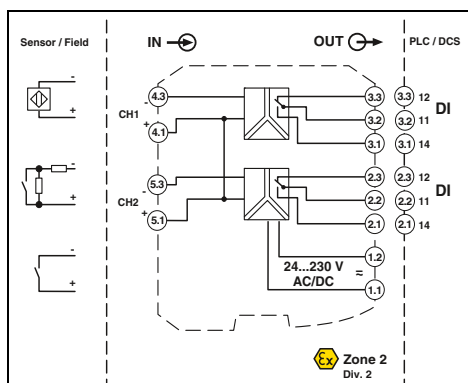 Sensor / Field
IN
OUT
PLC / DCS
-
+
-
+
-
+
CH1
-
4.3
+
4.1
CH2
5.3
-
+
5.1
3.3
3.2
3.1
2.3
2.2
2.1
1.2
1.1
3.3 12
3.2 11
3.1 14
DI
2.3 12
2.2 11
2.1 14
DI
24...230 V
AC/DC
≈
Ex Zone 2
Div. 2